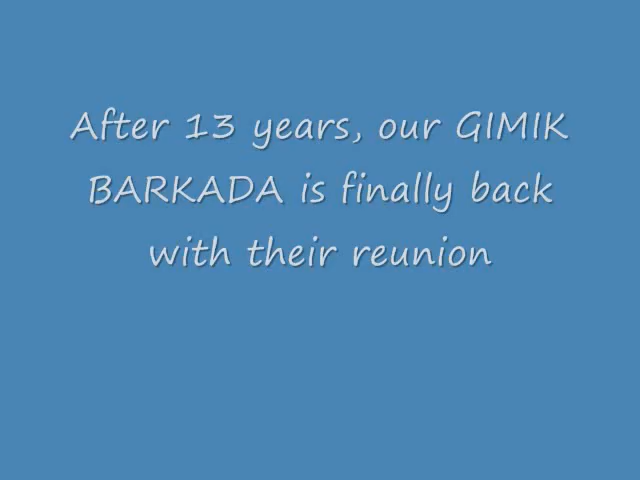 After 13 years, our GIMIK
BARKADA is finally back
with their reunion